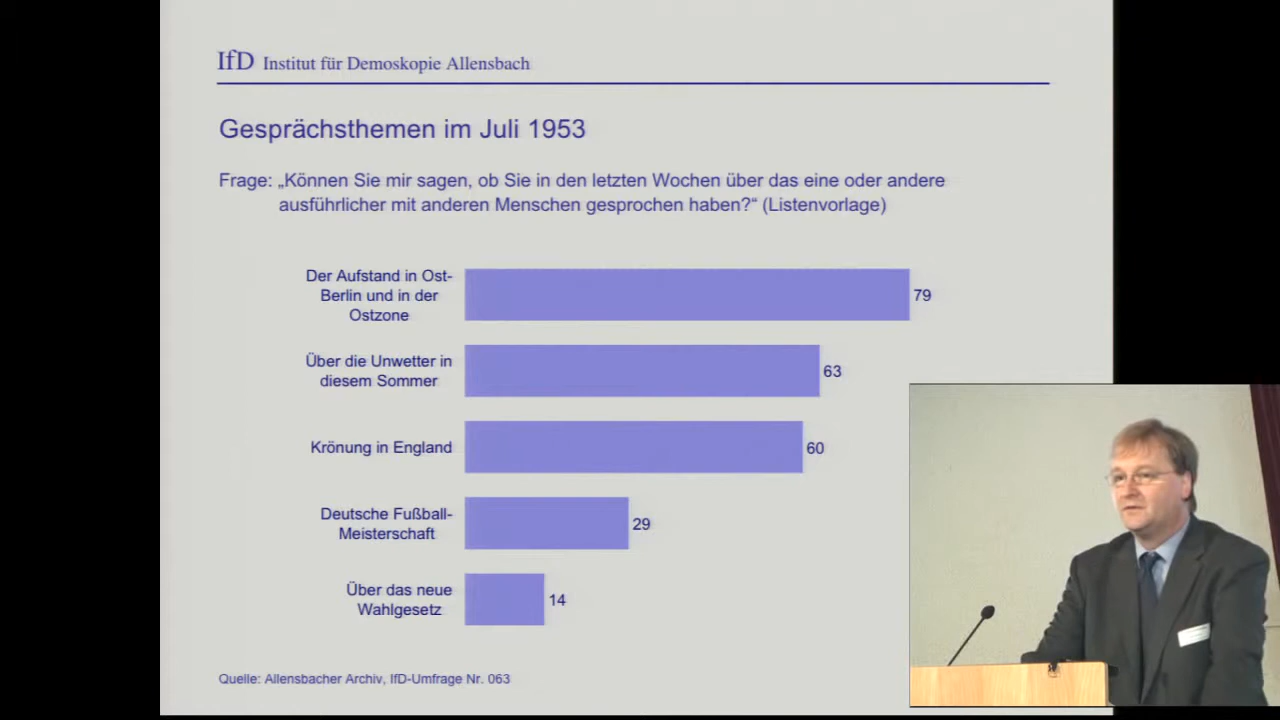 IfD Institut für Demoskopie Allensbach
Gesprächsthemen im Juli 1953
Frage: „Können Sie mir sagen, ob Sie in den letzten Wochen über das eine oder andere
ausführlicher mit anderen Menschen gesprochen haben?“ (Listenvorlage)
Der Aufstand in Ost-
Berlin und in der
Ostzone
79
Über die Unwetter in
diesem Sommer
63
Krönung in England
60
Deutsche Fußball-
Meisterschaft
29
Über das neue
Wahlgesetz
14
Quelle: Allensbacher Archiv, IfD-Umfrage Nr. 063